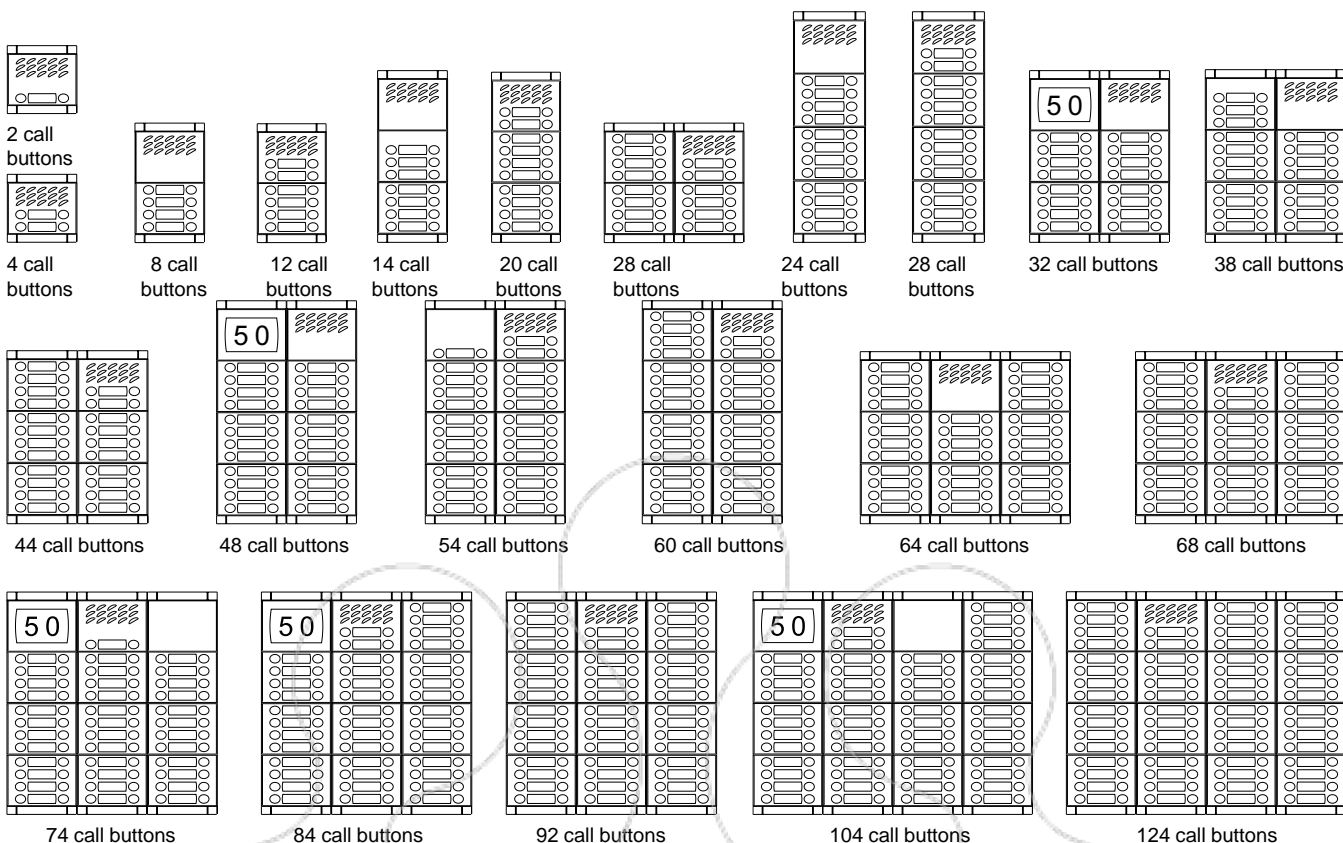 2 call
buttons
4 call
buttons
8 call
buttons
12 call
buttons
14 call
buttons
20 call
buttons
28 call
buttons
24 call
buttons
28 call
buttons
50
32 call buttons
38 call buttons
44 call buttons
50
48 call buttons
54 call buttons
60 call buttons
64 call buttons
68 call buttons
50
74 call buttons
50
84 call buttons
92 call buttons
50
104 call buttons
124 call buttons